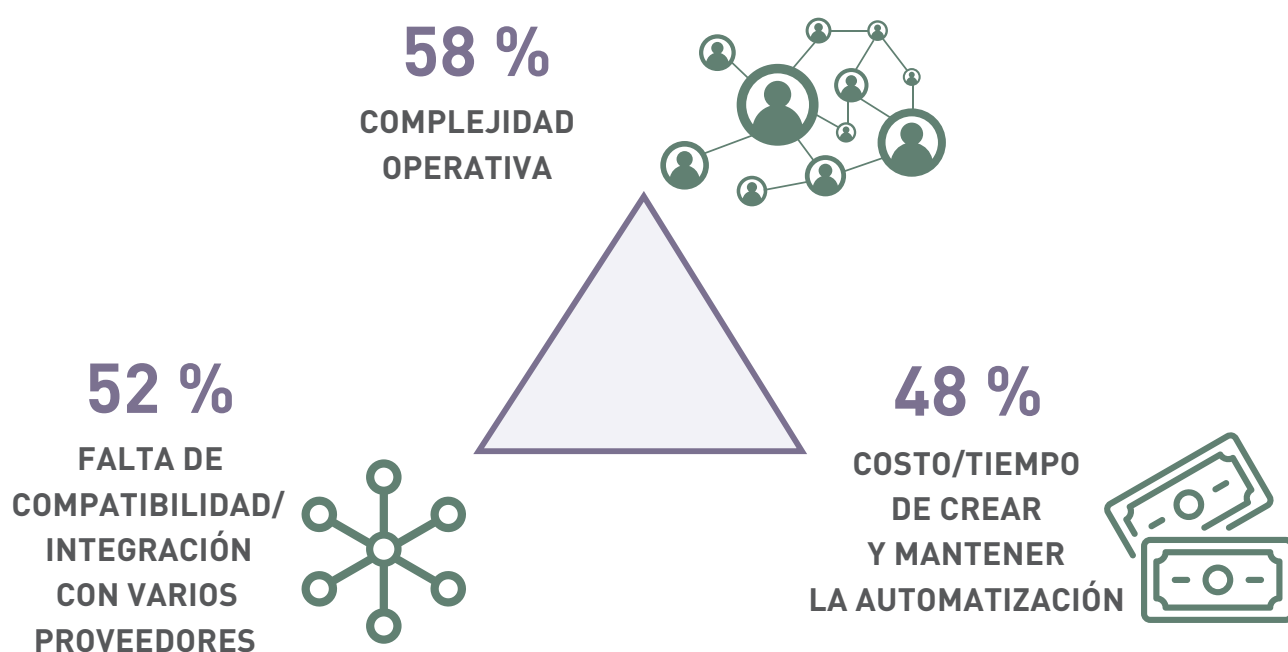 58 %
COMPLEJIDAD
OPERATIVA
52 %
FALTA DE
COMPATIBILIDAD/
INTEGRACIÓN
CON VARIOS
PROVEEDORES
48 %
COSTO/TIEMPO
DE CREAR
Y MANTENER
LA AUTOMATIZACIÓN